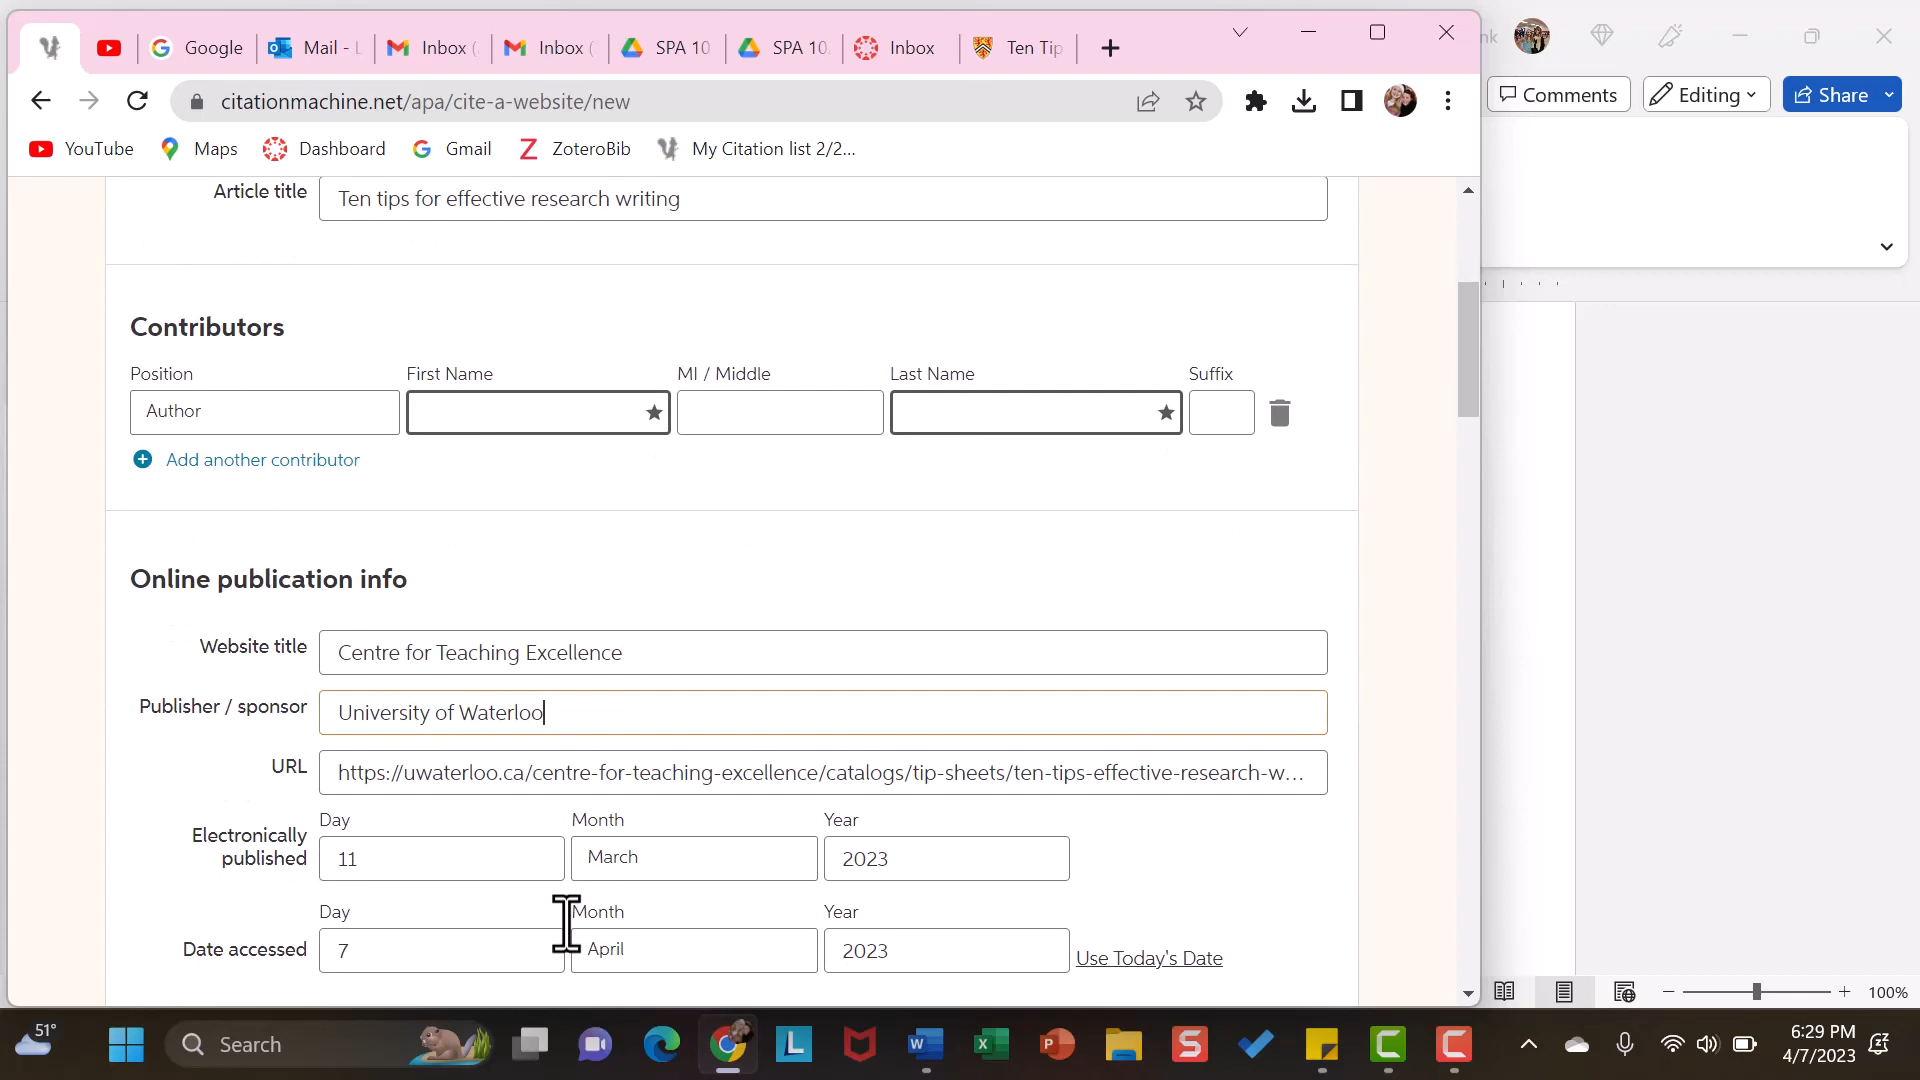 Google
Mail - L
Inbox (
Inbox (
SPA 10
SPA 10
Inbox
Ten Tip
citationmachine.net/apa/cite-a-website/new
YouTube
Maps
Dashboard
Gmail
ZoteroBib
My Citation list 2/2...
Comments
Editing
Share
Article title
Ten tips for effective research writing
Contributors
Position
First Name
MI / Middle
Last Name
Suffix
Author
Add another contributor
Online publication info
Website title
Centre for Teaching Excellence
Publisher / sponsor
University of Waterloo
URL
https://uwaterloo.ca/centre-for-teaching-excellence/catalogs/tip-sheets/ten-tips-effective-research-w...
Day
Month
Year
Electronically
published
11
March
2023
Day
Month
Year
Date accessed
7
April
2023
Use Today's Date
100%
51°
Search
6:29 PM
4/7/2023